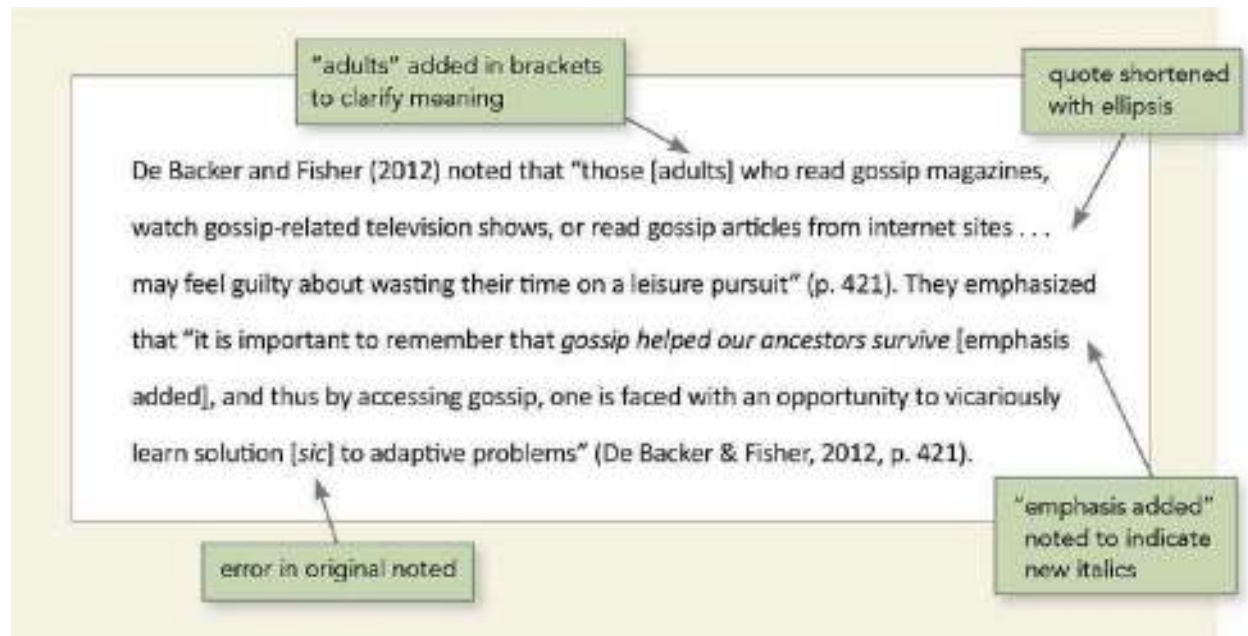 "adults" added in brackets
to clarify meaning
quote shortened
with ellipsis
De Backer and Fisher (2012) noted that "those [adults] who read gossip magazines,
watch gossip-related television shows, or read gossip articles from internet sites . . .
may feel guilty about wasting their time on a leisure pursuit" (p. 421). They emphasized
that "it is important to remember that gossip helped our ancestors survive [emphasis
added], and thus by accessing gossip, one is faced with an opportunity to vicariously
learn solution [sic] to adaptive problems" (De Backer & Fisher, 2012, p. 421).
error in original noted
"emphasis added"
noted to indicate
new italics